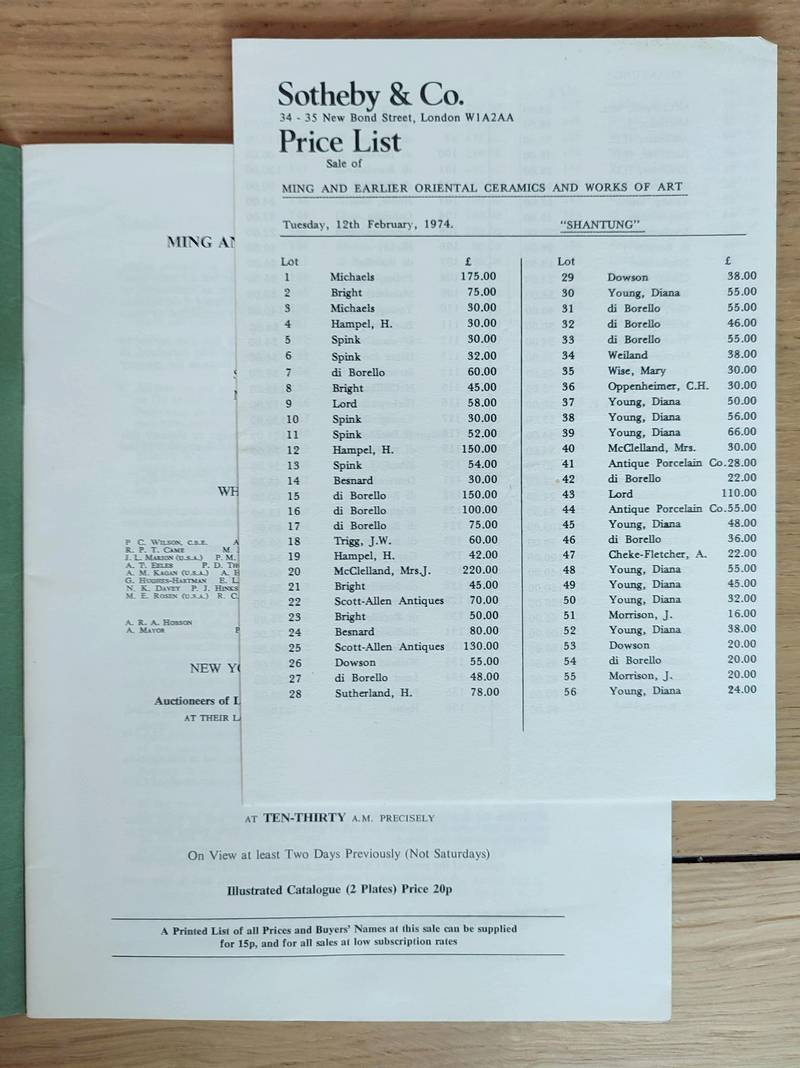 Sotheby & Co.
34 - 35 New Bond Street, London W1A2AA
Price List
Sale of
MING AND EARLIER ORIENTAL CERAMICS AND WORKS OF ART
Tuesday, 12th February, 1974. "SHANTUNG"
Lot £
1 Michaels 175.00
2 Bright 75.00
3 Michaels 30.00
4 Hampel, H. 30.00
5 Spink 30.00
6 Spink 32.00
7 di Borello 60.00
8 Bright 45.00
9 Lord 58.00
10 Spink 30.00
11 Spink 52.00
12 Hampel, H. 150.00
13 Spink 54.00
14 Besnard 30.00
15 di Borello 150.00
16 di Borello 100.00
17 di Borello 75.00
18 Trigg, J.W. 60.00
19 Hampel, H. 42.00
20 McClelland, Mrs.J. 220.00
21 Bright 45.00
22 Scott-Allen Antiques 70.00
23 Bright 50.00
24 Besnard 80.00
25 Scott-Allen Antiques 130.00
26 Dowson 55.00
27 di Borello 48.00
28 Sutherland, H. 78.00
Lot £
29 Dowson 38.00
30 Young, Diana 55.00
31 di Borello 55.00
32 di Borello 46.00
33 di Borello 55.00
34 Weiland 38.00
35 Wise, Mary 30.00
36 Oppenheimer, C.H. 30.00
37 Young, Diana 50.00
38 Young, Diana 56.00
39 Young, Diana 66.00
40 McClelland, Mrs. 30.00
41 Antique Porcelain Co.28.00
42 di Borello 22.00
43 Lord 110.00
44 Antique Porcelain Co.55.00
45 Young, Diana 48.00
46 di Borello 36.00
47 Cheke-Fletcher, A. 22.00
48 Young, Diana 55.00
49 Young, Diana 45.00
50 Young, Diana 32.00
51 Morrison, J. 16.00
52 Young, Diana 38.00
53 Dowson 20.00
54 di Borello 20.00
55 Morrison, J. 20.00
56 Young, Diana 24.00
MING AN
WH
P. C. WILSON, C.B.E. A
R. P. T. CAME M.
J. L. MARION (U.S.A.) P. M.
A. T. EELES P. D. TH
A. M. KAGAN (U.S.A.) A. B
G. HUGHES-HARTMAN E. L.
N. K. DAVEY P. J. HINKS
M. E. ROSEN (U.S.A.) R. C.
A. R. A. HOBSON
A. MAYOR P
NEW YO
Auctioneers of L
AT THEIR LA
AT TEN-THIRTY A.M. PRECISELY
On View at least Two Days Previously (Not Saturdays)
Illustrated Catalogue (2 Plates) Price 20p
A Printed List of all Prices and Buyers' Names at this sale can be supplied
for 15p, and for all sales at low subscription rates